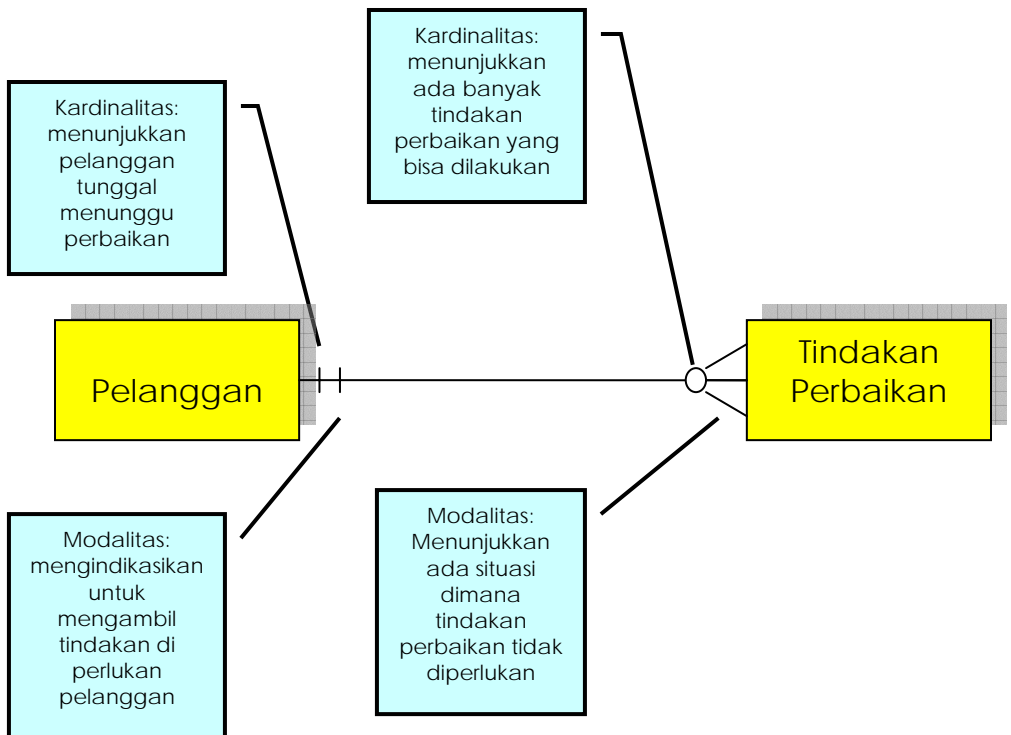 Kardinalitas:
menunjukkan
pelanggan
tunggal
menunggu
perbaikan
Kardinalitas:
menunjukkan
ada banyak
tindakan
perbaikan yang
bisa dilakukan
Pelanggan
Tindakan
Perbaikan
Modalitas:
mengindikasikan
untuk
mengambil
tindakan di
perlukan
pelanggan
Modalitas:
Menunjukkan
ada situasi
dimana
tindakan
perbaikan tidak
diperlukan